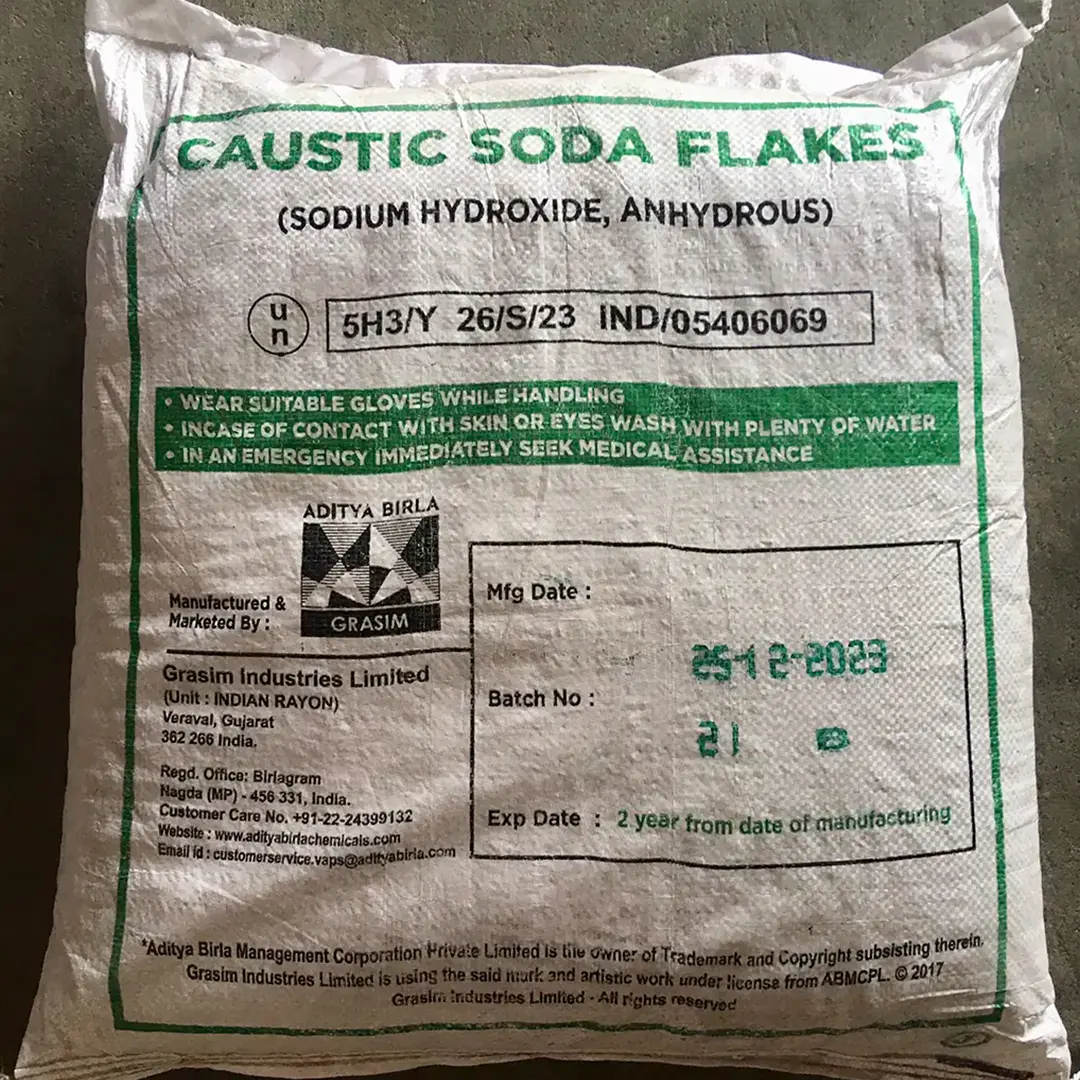 CAUSTIC SODA FLAKES
(SODIUM HYDROXIDE, ANHYDROUS)
un
5H3/Y 26/S/23 IND/05406069
• WEAR SUITABLE GLOVES WHILE HANDLING
• INCASE OF CONTACT WITH SKIN OR EYES WASH WITH PLENTY OF WATER
• IN AN EMERGENCY IMMEDIATELY SEEK MEDICAL ASSISTANCE
ADITYA BIRLA
GRASIM
Manufactured &
Marketed By :
Grasim Industries Limited
(Unit : INDIAN RAYON)
Veraval, Gujarat
362 266 India.
Regd. Office: Birlagram
Nagda (MP) - 456 331, India.
Customer Care No. +91-22-24399132
Website : www.adityabirlachemicals.com
Email id : customerservice.vaps@adityabirla.com
Mfg Date :
25-12-2023
Batch No :
21
Exp Date : 2 year from date of manufacturing
*Aditya Birla Management Corporation Private Limited is the owner of Trademark and Copyright subsisting therein.
Grasim Industries Limited is using the said mark and artistic work under license from ABMCPL. © 2017
Grasim Industries Limited - All rights reserved